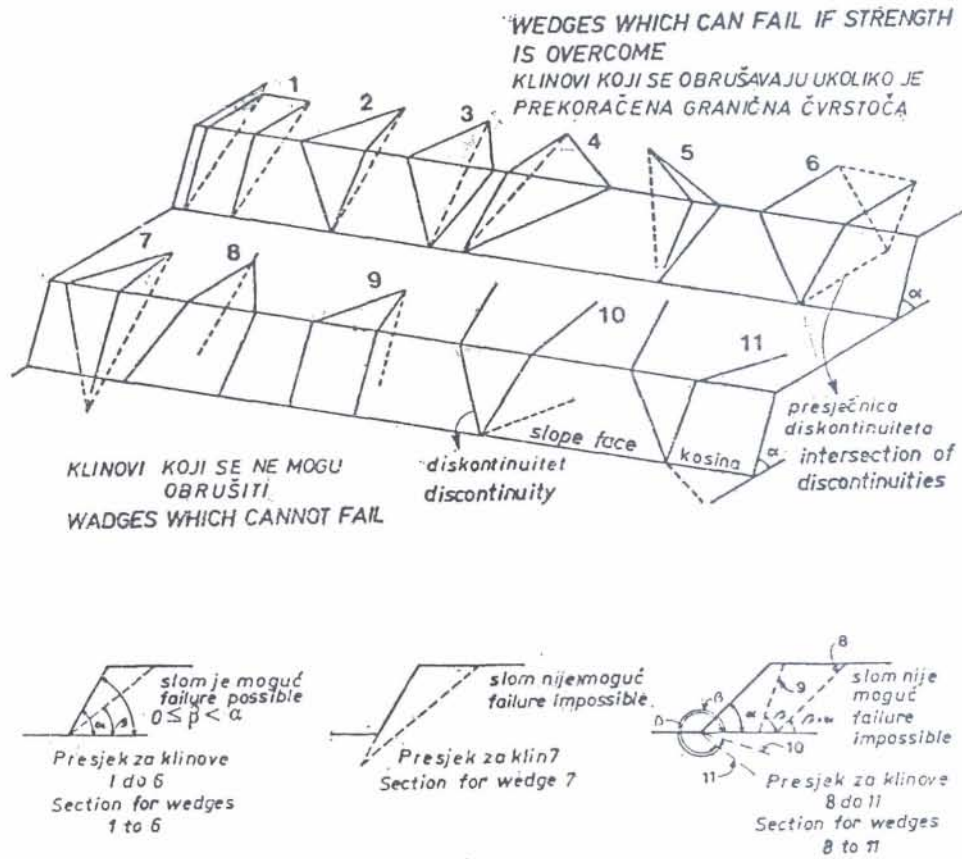 WEDGES WHICH CAN FAIL IF STRENGTH
IS OVERCOME
KLINOVI KOJI SE OBRUŠAVAJU UKOLIKO JE
PREKORAČENA GRANIČNA ČVRSTOČA
1
2
3
4
5
6
7
8
9
10
11
α
α
presječnica
diskontinuiteta
intersection of
discontinuities
slope face
kosina
diskontinuitet
discontinuity
KLINOVI KOJI SE NE MOGU
OBRUŠITI
WADGES WHICH CANNOT FAIL
slom je moguć
failure possible
0 ≤ β < α
α
β
Presjek za klinove
1 do 6
Section for wedges
1 to 6
slom nije moguć
failure impossible
Presjek za klin 7
Section for wedge 7
8
9
β
β
α
β
10
11
slom nije
moguć
failure
impossible
Presjek za klinove
8 do 11
Section for wedges
8 to 11